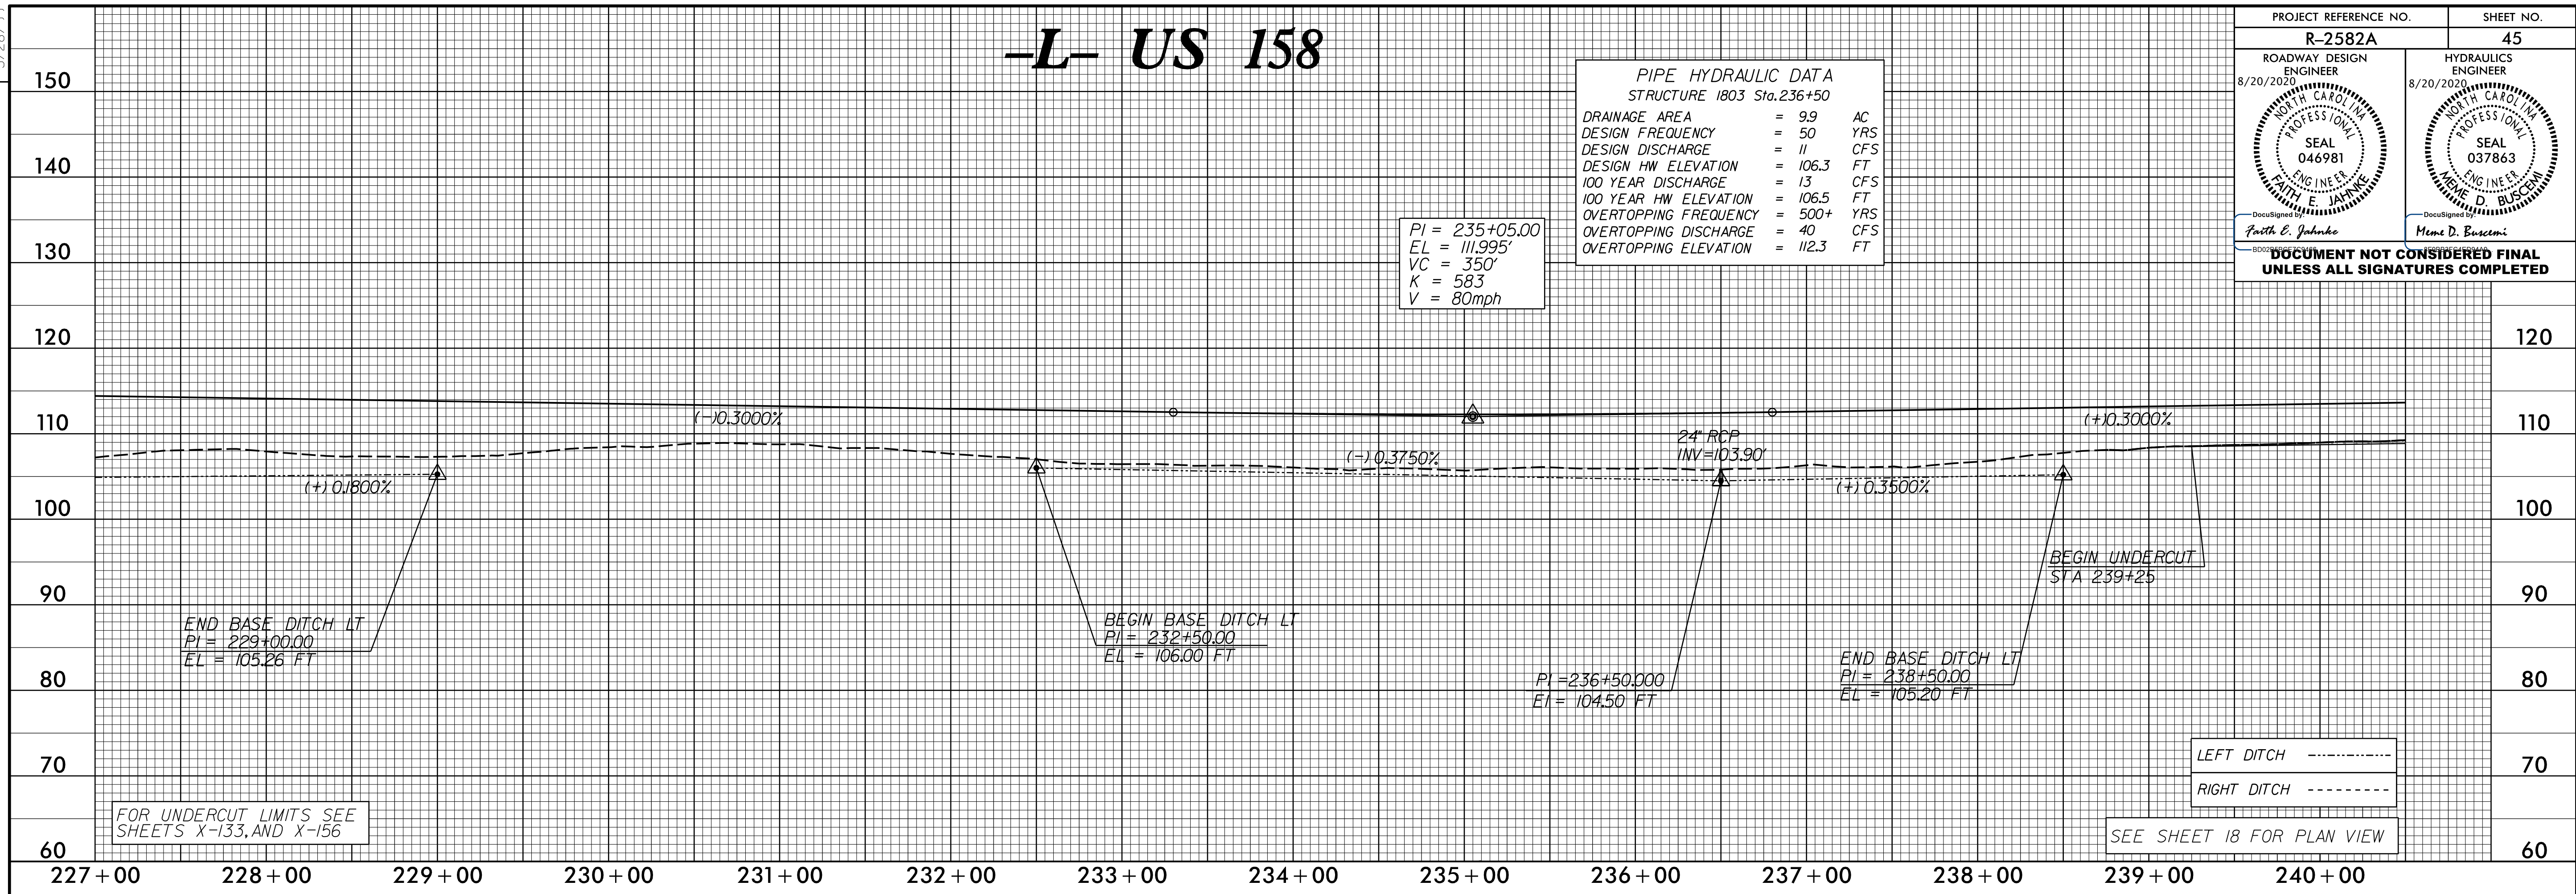 -L- US 158
PROJECT REFERENCE NO.
SHEET NO.
R-2582A
45
ROADWAY DESIGN
ENGINEER
HYDRAULICS
ENGINEER
8/20/2020
8/20/2020
NORTH CAROLINA
PROFESSIONAL
SEAL
046981
ENGINEER
FAITH E. JAHNKE
NORTH CAROLINA
PROFESSIONAL
SEAL
037863
ENGINEER
MEME D. BUSCEMI
DocuSigned by:
Faith E. Jahnke
DocuSigned by:
Meme D. Buscemi
DOCUMENT NOT CONSIDERED FINAL
UNLESS ALL SIGNATURES COMPLETED
PIPE HYDRAULIC DATA
STRUCTURE 1803 Sta.236+50
DRAINAGE AREA = 9.9 AC
DESIGN FREQUENCY = 50 YRS
DESIGN DISCHARGE = 11 CFS
DESIGN HW ELEVATION = 106.3 FT
100 YEAR DISCHARGE = 13 CFS
100 YEAR HW ELEVATION = 106.5 FT
OVERTOPPING FREQUENCY = 500+ YRS
OVERTOPPING DISCHARGE = 40 CFS
OVERTOPPING ELEVATION = 112.3 FT
PI = 235+05.00
EL = 111.995'
VC = 350'
K = 583
V = 80mph
150
140
130
120
110
100
90
80
70
60
120
110
100
90
80
70
60
(-)0.3000%
(+)0.3000%
24" RCP
INV=103.90'
(-) 0.3750%
(+) 0.1800%
(+) 0.3500%
BEGIN UNDERCUT
STA 239+25
END BASE DITCH LT
PI = 229+00.00
EL = 105.26 FT
BEGIN BASE DITCH LT
PI = 232+50.00
EL = 106.00 FT
PI =236+50.000
El = 104.50 FT
END BASE DITCH LT
PI = 238+50.00
EL = 105.20 FT
LEFT DITCH
RIGHT DITCH
FOR UNDERCUT LIMITS SEE
SHEETS X-133, AND X-156
SEE SHEET 18 FOR PLAN VIEW
227+00 228+00 229+00 230+00 231+00 232+00 233+00 234+00 235+00 236+00 237+00 238+00 239+00 240+00